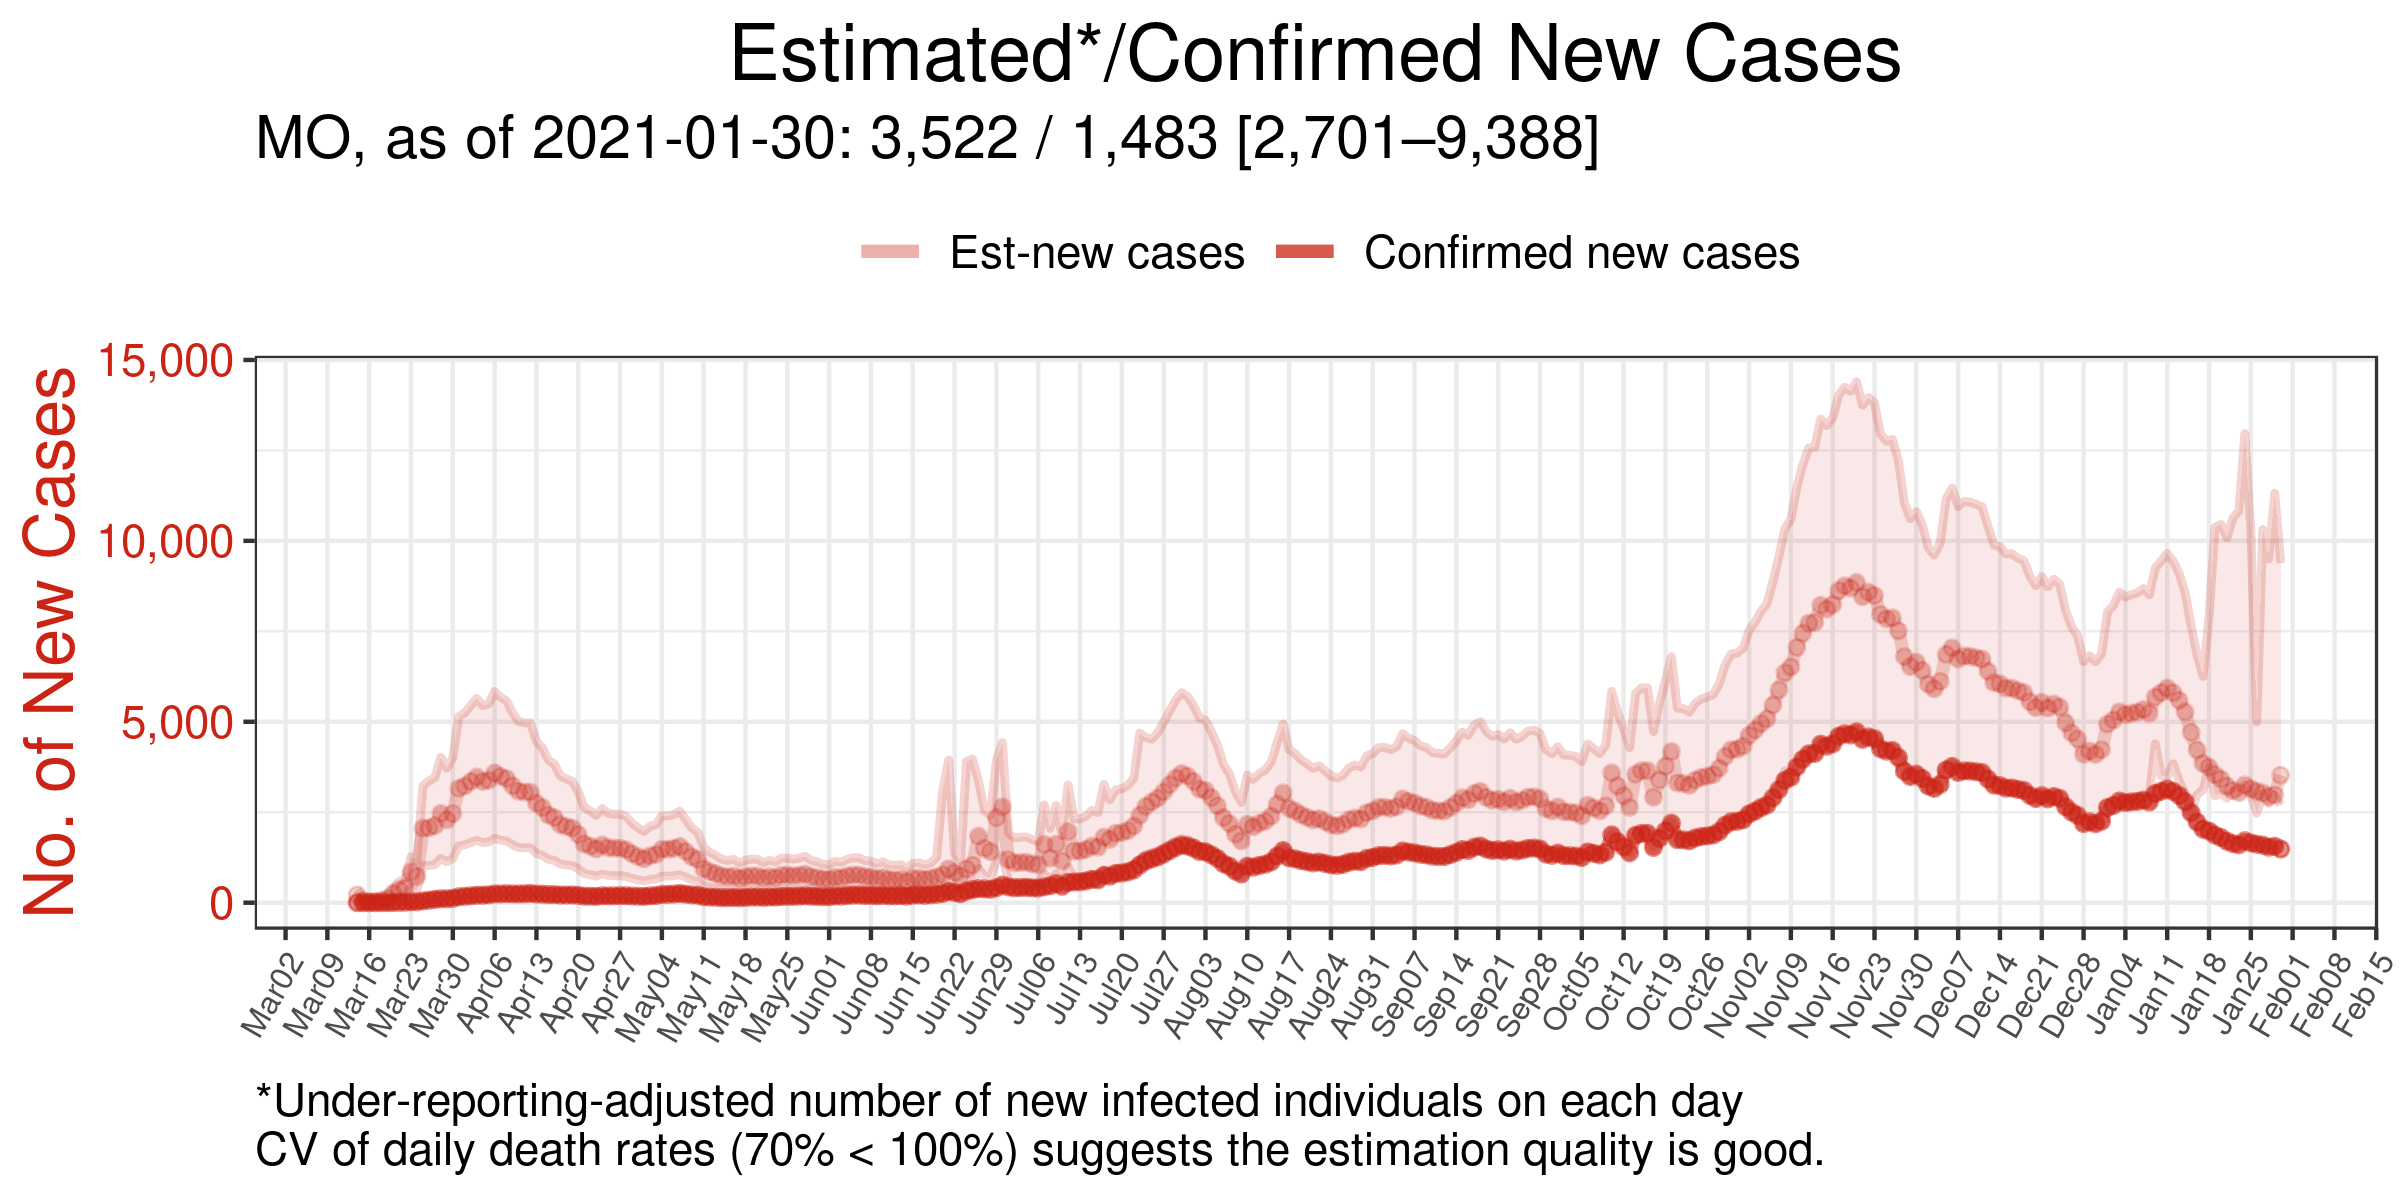 Estimated*/Confirmed New Cases
MO, as of 2021-01-30: 3,522 / 1,483 [2,701–9,388]
Est-new cases Confirmed new cases
No. of New Cases
15,000
10,000
5,000
0
Mar02 Mar09 Mar16 Mar23 Mar30 Apr06 Apr13 Apr20 Apr27 May04 May11 May18 May25 Jun01 Jun08 Jun15 Jun22 Jun29 Jul06 Jul13 Jul20 Jul27 Aug03 Aug10 Aug17 Aug24 Aug31 Sep07 Sep14 Sep21 Sep28 Oct05 Oct12 Oct19 Oct26 Nov02 Nov09 Nov16 Nov23 Nov30 Dec07 Dec14 Dec21 Dec28 Jan04 Jan11 Jan18 Jan25 Feb01 Feb08 Feb15
*Under-reporting-adjusted number of new infected individuals on each day
CV of daily death rates (70% < 100%) suggests the estimation quality is good.